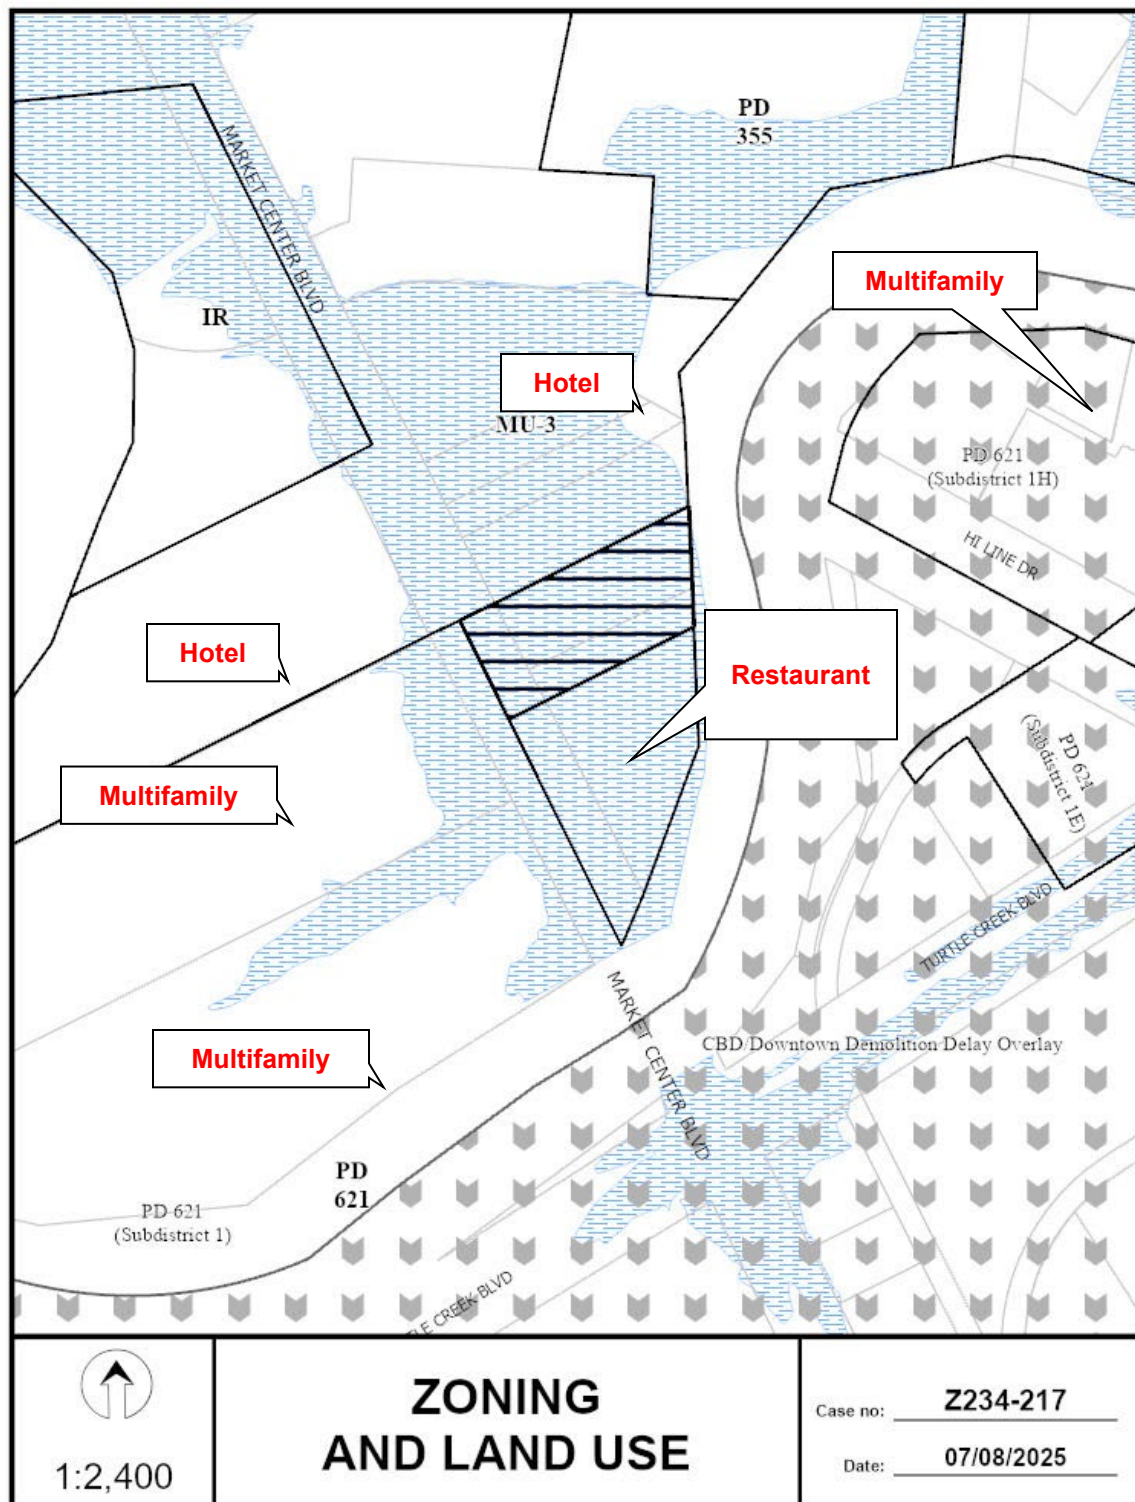 PD
355
MARKET CENTER BLVD
Multifamily
IR
Hotel
MU-3
PD 621
(Subdistrict 1H)
HI LINE DR
Hotel
Restaurant
PD 621
(Subdistrict 1E)
Multifamily
TURTLE CREEK BLVD
MARKET CENTER BLVD
CBD/Downtown Demolition Delay Overlay
Multifamily
PD
621
PD 621
(Subdistrict 1)
TLE CREEK BLVD
1:2,400
ZONING
AND LAND USE
Case no: Z234-217
Date: 07/08/2025